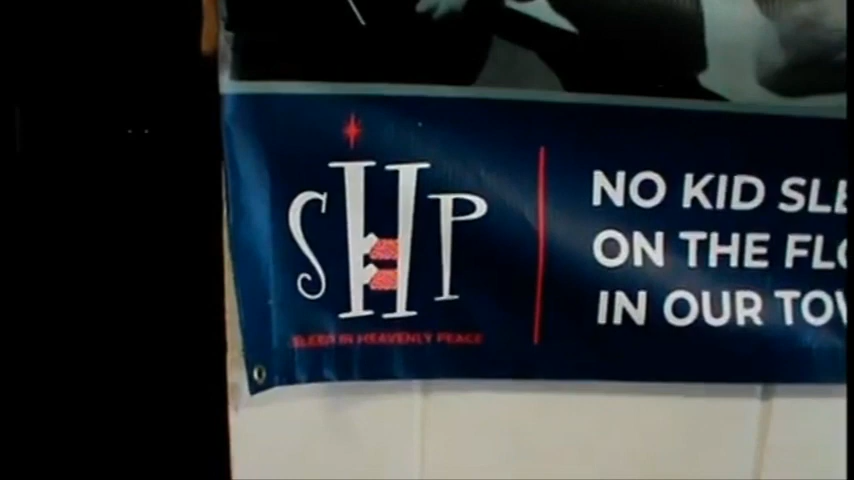 SHP
SLEEP IN HEAVENLY PEACE
NO KID SLE
ON THE FLO
IN OUR TOW